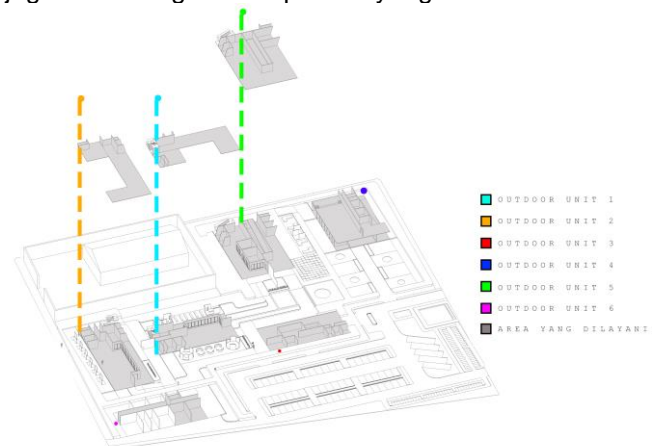 OUTDOOR UNIT 1
OUTDOOR UNIT 2
OUTDOOR UNIT 3
OUTDOOR UNIT 4
OUTDOOR UNIT 5
OUTDOOR UNIT 6
AREA YANG DILAYANI